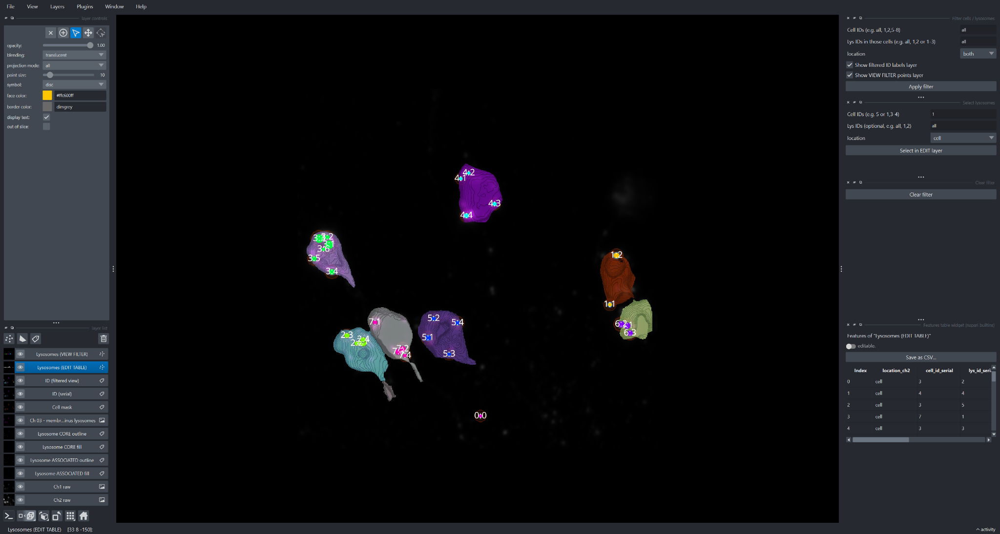 File View Layers Plugins Window Help
layer controls
opacity: 1.00
blending: translucent
projection mode: all
point size: 10
symbol: disc
face color: #ffc600ff
border color: dimgrey
display text:
out of slice:
layer list
Lysosomes (VIEW FILTER)
Lysosomes (EDIT TABLE)
ID (filtered view)
ID (serial)
Cell mask
Ch 03 - membr...inus lysosomes
Lysosome CORE outline
Lysosome CORE fill
Lysosome ASSOCIATED outline
Lysosome ASSOCIATED fill
Ch1 raw
Ch2 raw
Lysosomes (EDIT TABLE) [33 8 -150]:
4:2
4:1
4:3
4:4
3:2
3:1
3:6
3:5
3:4
1:2
1:1
6:2
6:3
7:1
7:2
7:4
2:3
2:4
5:2
5:4
5:1
5:3
0:0
Filter cells / lysosomes
Cell IDs (e.g. all, 1,2,5-8) all
Lys IDs in those cells (e.g. all, 1,2 or 1-3) all
location both
Show filtered ID labels layer
Show VIEW FILTER points layer
Apply filter
Select lysosomes
Cell IDs (e.g. 5 or 1,3-4) 1
Lys IDs (optional, e.g. all, 1,2) all
location cell
Select in EDIT layer
Clear filter
Clear filter
Features table widget (napari builtins)
Features of "Lysosomes (EDIT TABLE)"
editable.
Save as CSV...
Index location_ch2 cell_id_serial lys_id_seri
0 cell 3 2
1 cell 4 4
2 cell 3 5
3 cell 7 1
4 cell 3 3
activity